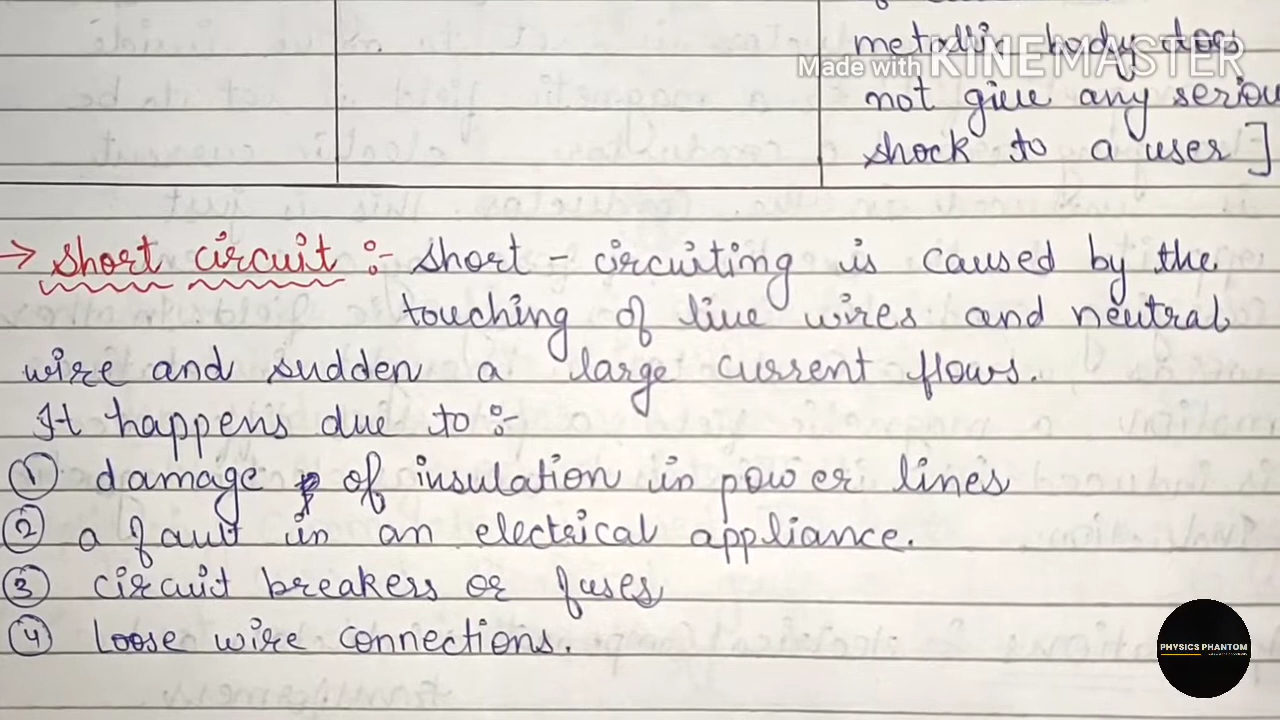 metallic body does
Made with KINEMASTER
not give any seriou
shock to a user]
→ Short circuit :- Short - circuiting is caused by the
touching of live wires and neutral
wire and sudden a large current flows.
It happens due to :-
① damage of insulation in power lines
② a fault in an electrical appliance.
③ circuit breakers or fuses
④ loose wire connections.
PHYSICS PHANTOM